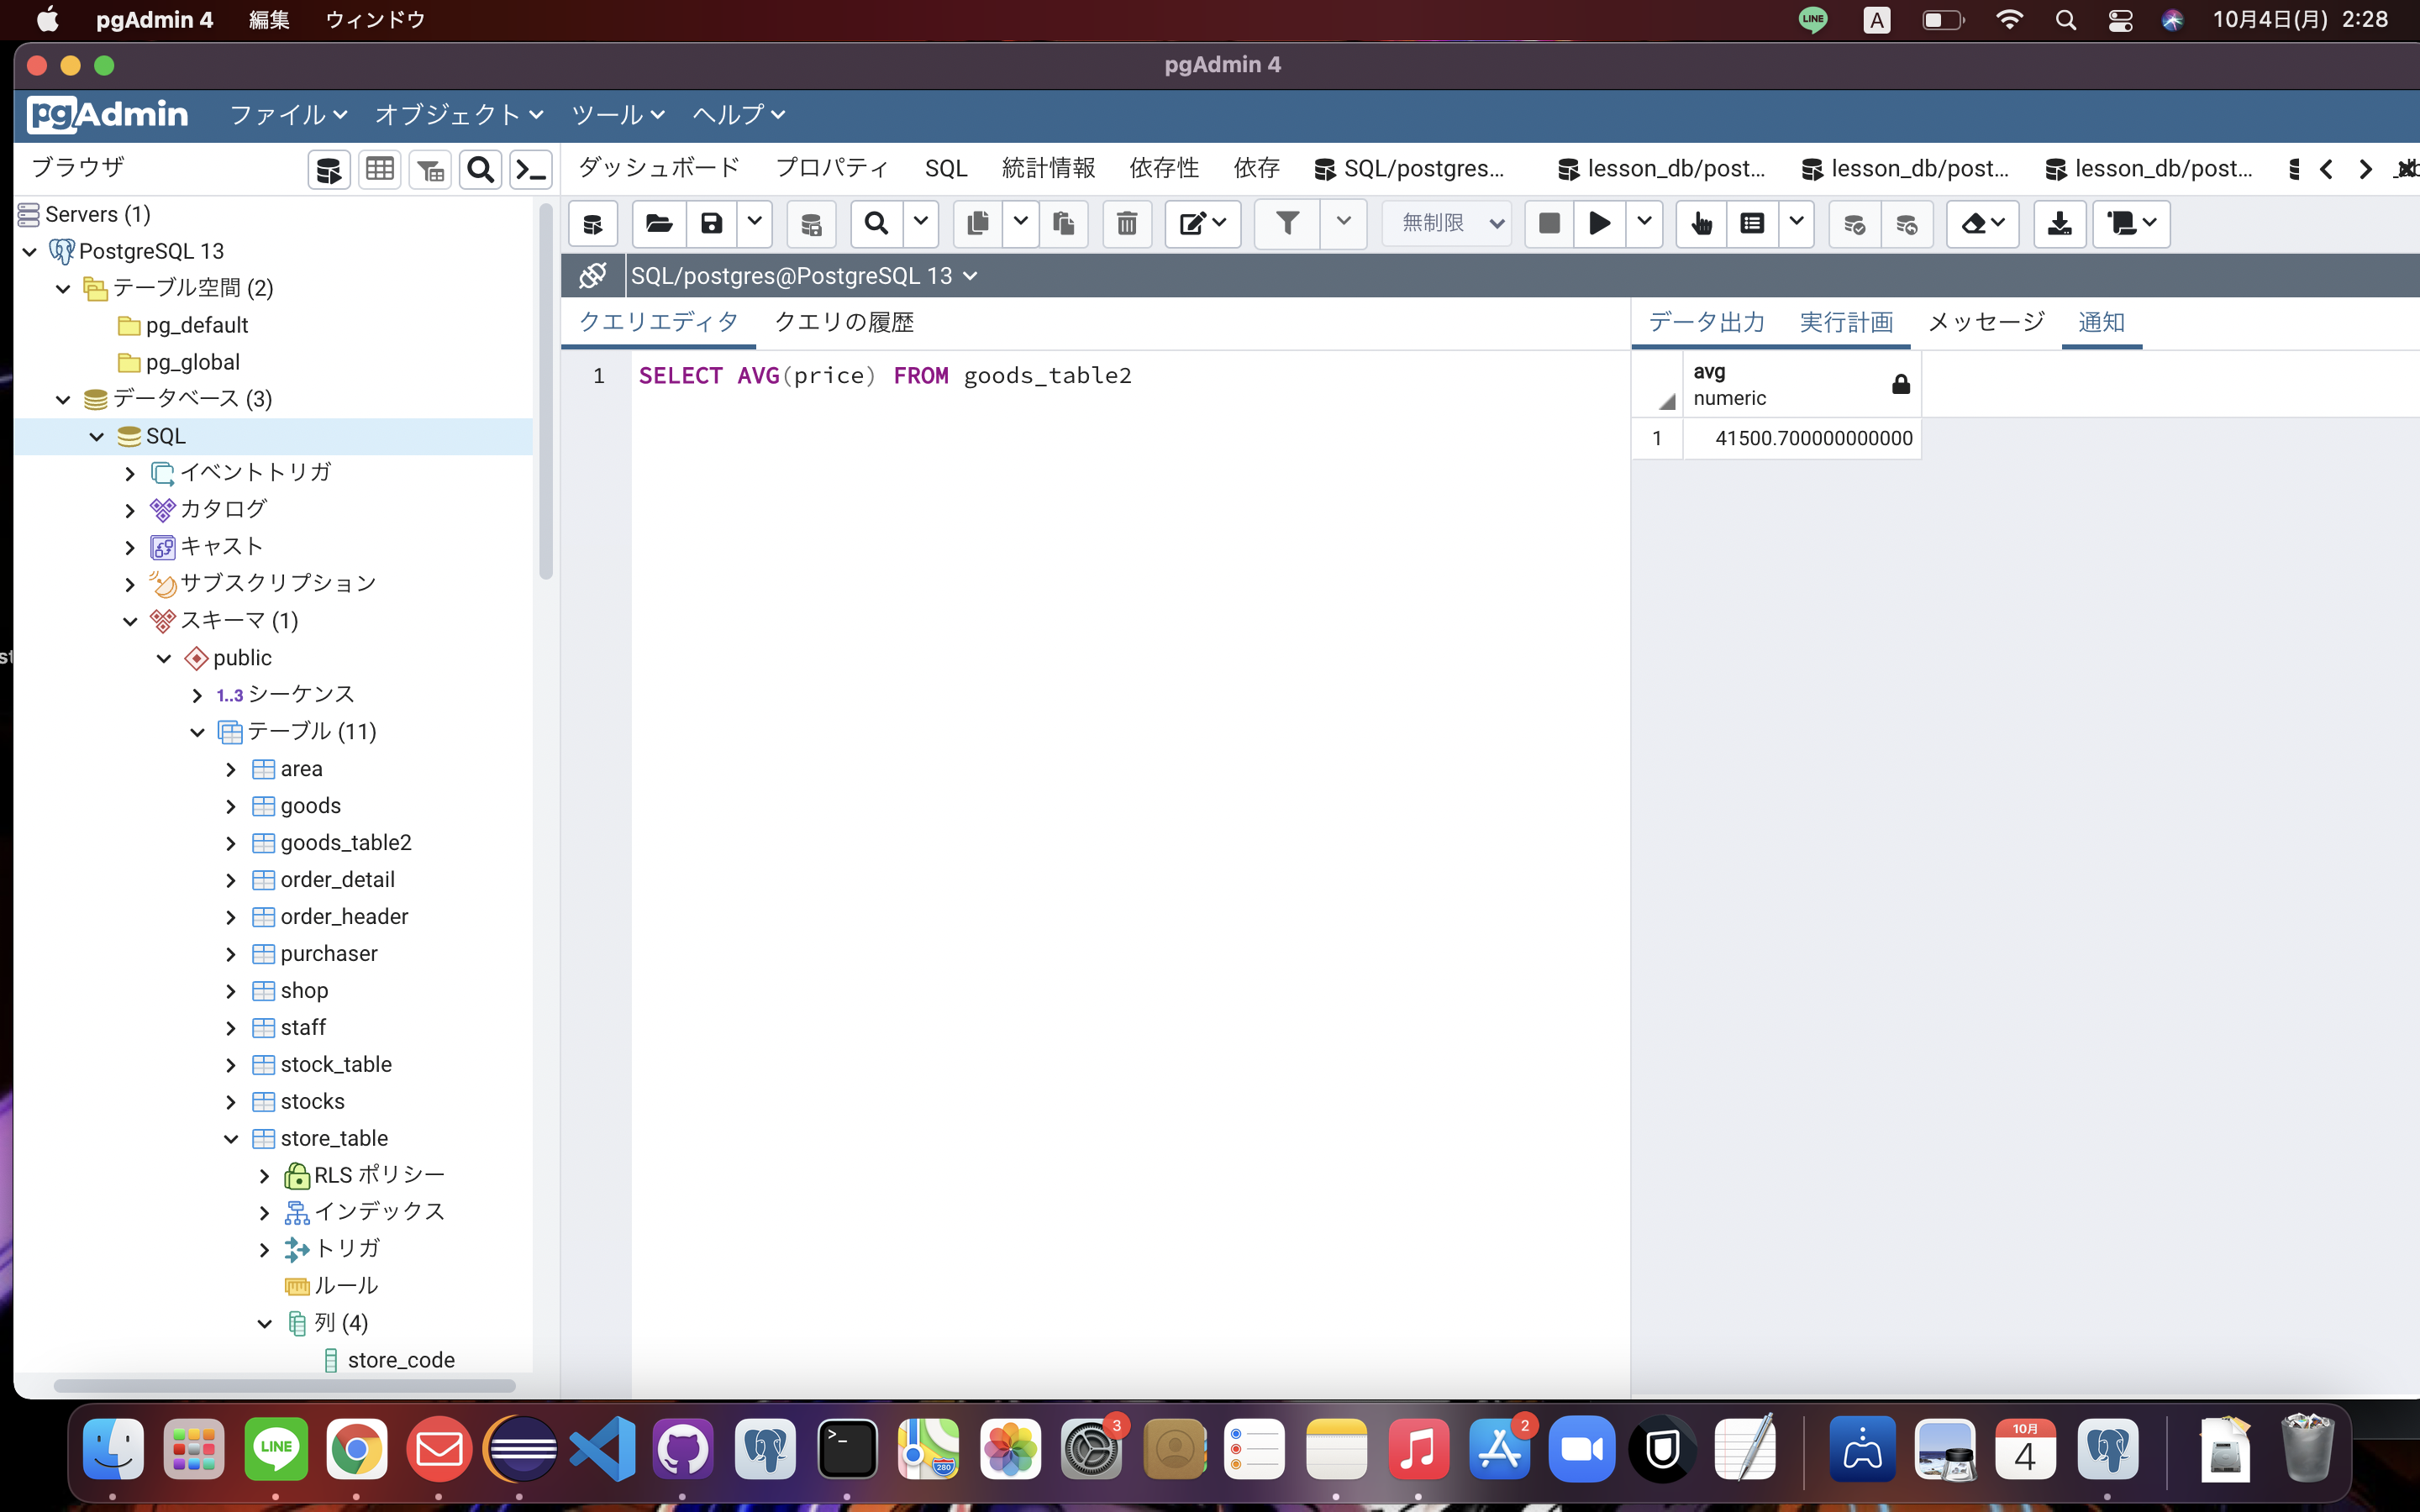 pgAdmin 4 編集 ウィンドウ LINE A 10月4日(月) 2:28
pgAdmin 4
pgAdmin ファイル オブジェクト ツール ヘルプ
ブラウザ
ダッシュボード プロパティ SQL 統計情報 依存性 依存 SQL/postgres... lesson_db/post... lesson_db/post... lesson_db/post...
無制限
SQL/postgres@PostgreSQL 13
クエリエディタ クエリの履歴
データ出力 実行計画 メッセージ 通知
1 SELECT AVG(price) FROM goods_table2
avg
numeric
1 41500.700000000000
Servers (1)
PostgreSQL 13
テーブル空間 (2)
pg_default
pg_global
データベース (3)
SQL
イベントトリガ
カタログ
キャスト
サブスクリプション
スキーマ (1)
public
1..3 シーケンス
テーブル (11)
area
goods
goods_table2
order_detail
order_header
purchaser
shop
staff
stock_table
stocks
store_table
RLS ポリシー
インデックス
トリガ
ルール
列 (4)
store_code
LINE >_ 280 3 2 10月 4